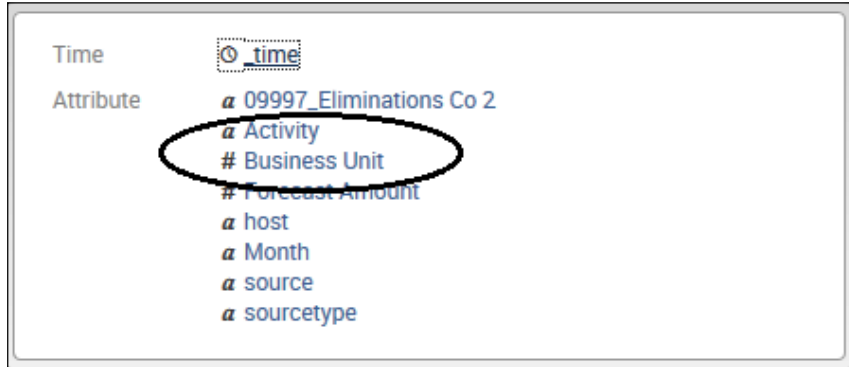 Time _time
Attribute a 09997_Eliminations Co 2
a Activity
# Business Unit
# Forecast Amount
a host
a Month
a source
a sourcetype